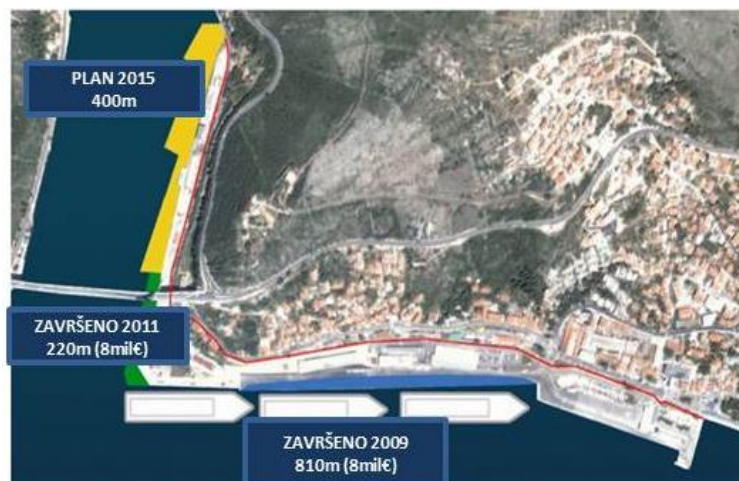 PLAN 2015
400m
ZAVRŠENO 2011
220m (8mil€)
ZAVRŠENO 2009
810m (8mil€)